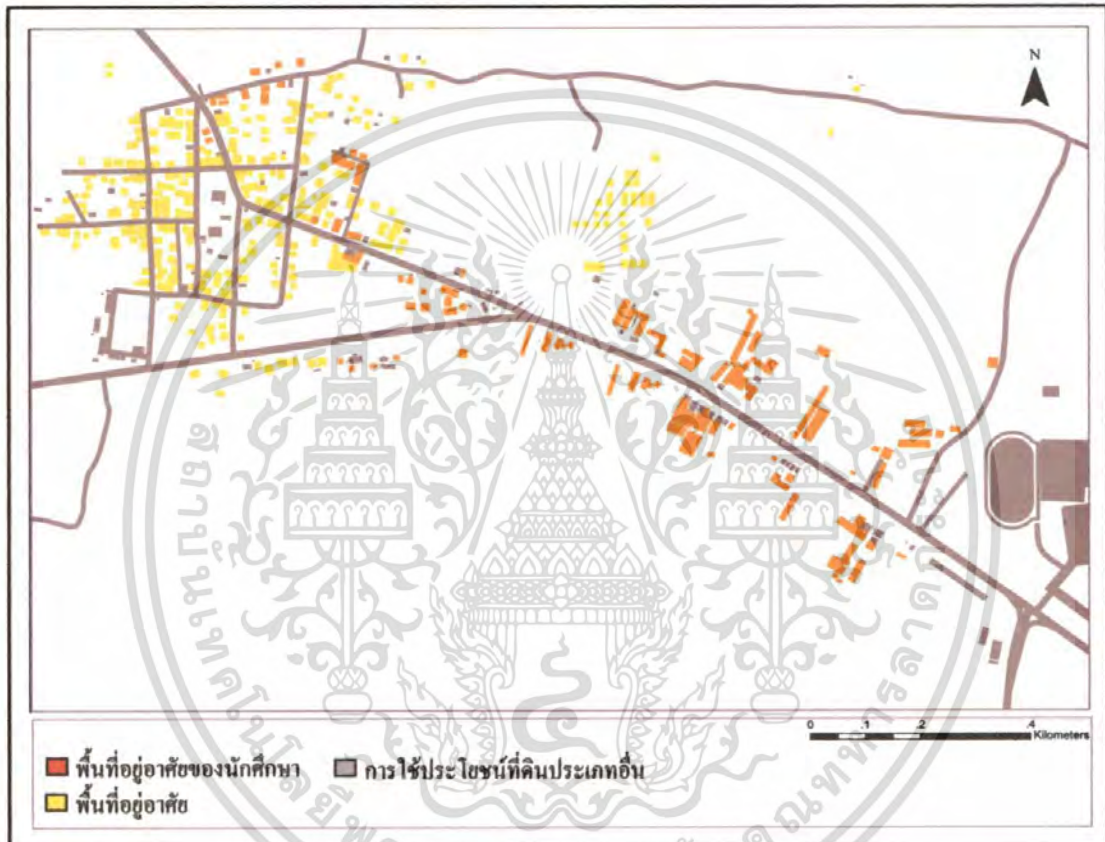 N
0 .1 .2 .4
Kilometers
พื้นที่อยู่อาศัยของนักศึกษา การใช้ประโยชน์ที่ดินประเภทอื่น
พื้นที่อยู่อาศัย